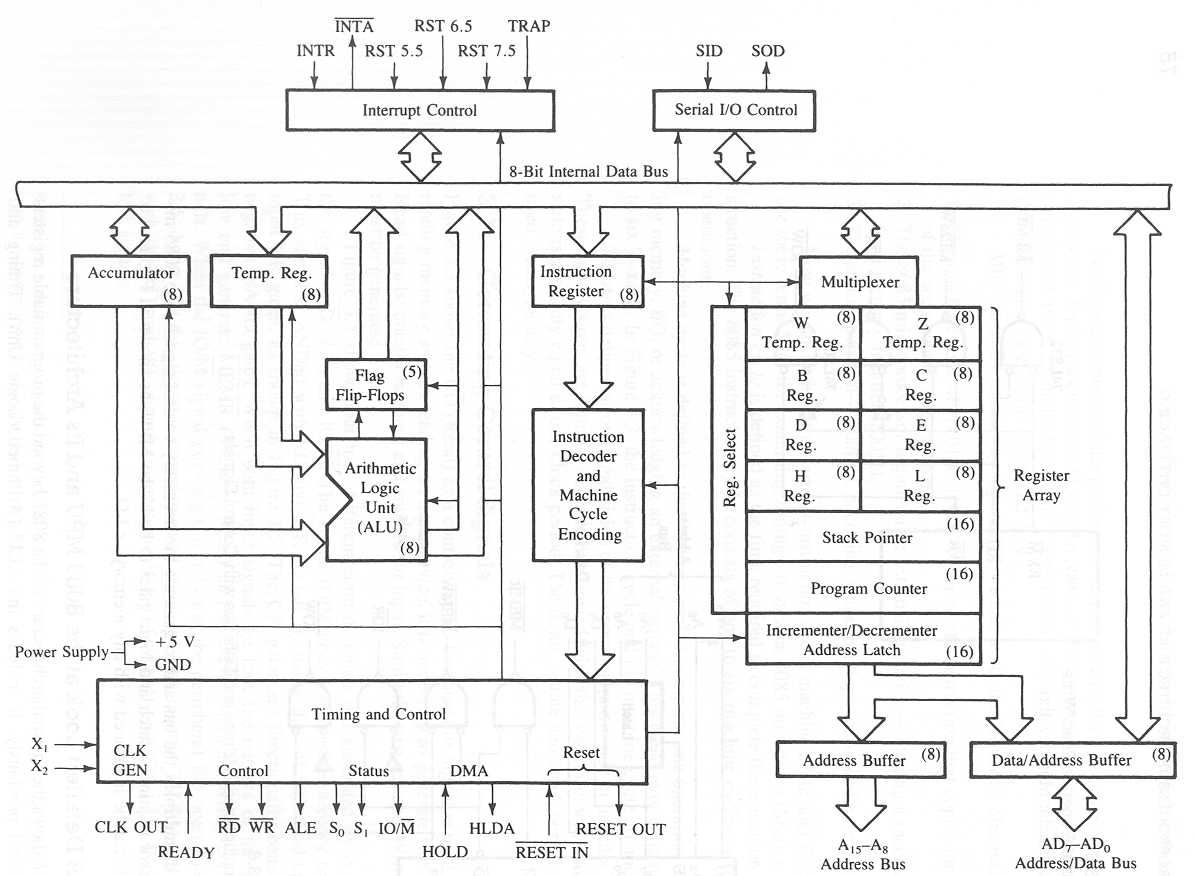 INTA
RST 6.5
TRAP
INTR
RST 5.5
RST 7.5
SID
SOD
Interrupt Control
Serial I/O Control
8-Bit Internal Data Bus
Accumulator
(8)
Temp. Reg.
(8)
Instruction
Register
(8)
Multiplexer
Flag
Flip-Flops
(5)
Arithmetic
Logic
Unit
(ALU)
(8)
Instruction
Decoder
and
Machine
Cycle
Encoding
Reg. Select
W
(8)
Temp. Reg.
Z
(8)
Temp. Reg.
B
(8)
Reg.
C
(8)
Reg.
D
(8)
Reg.
E
(8)
Reg.
H
(8)
Reg.
L
(8)
Reg.
Register
Array
(16)
Stack Pointer
(16)
Program Counter
Incrementer/Decrementer
Address Latch
(16)
Power Supply
+5 V
GND
Timing and Control
X₁
X₂
CLK
GEN
Control
Status
DMA
Reset
CLK OUT
READY
RD
WR
ALE
S₀
S₁
IO/M
HOLD
HLDA
RESET IN
RESET OUT
Address Buffer
(8)
Data/Address Buffer
(8)
A₁₅–A₈
Address Bus
AD₇–AD₀
Address/Data Bus